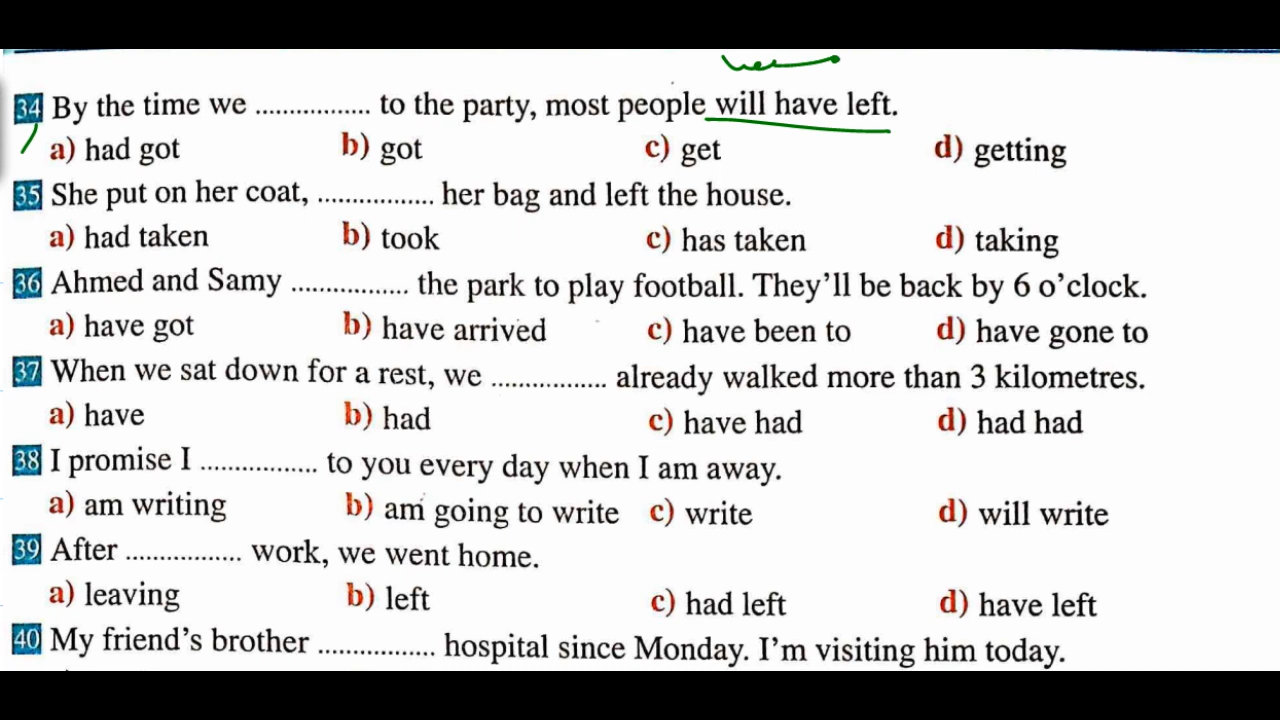 34 By the time we ................. to the party, most people will have left.
a) had got b) got c) get d) getting
35 She put on her coat, ................. her bag and left the house.
a) had taken b) took c) has taken d) taking
36 Ahmed and Samy ................. the park to play football. They'll be back by 6 o'clock.
a) have got b) have arrived c) have been to d) have gone to
37 When we sat down for a rest, we ................. already walked more than 3 kilometres.
a) have b) had c) have had d) had had
38 I promise I ................. to you every day when I am away.
a) am writing b) am going to write c) write d) will write
39 After ................. work, we went home.
a) leaving b) left c) had left d) have left
40 My friend's brother ................. hospital since Monday. I'm visiting him today.